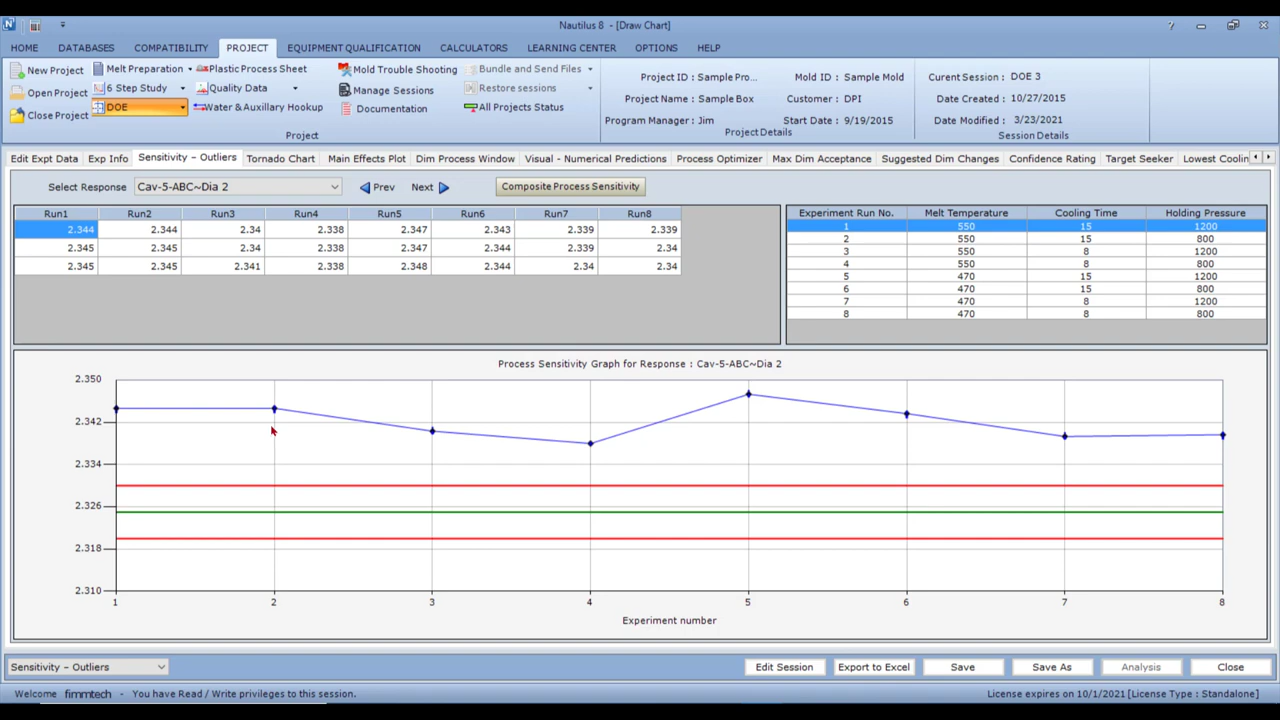 Nautilus 8 - [Draw Chart]
HOME DATABASES COMPATIBILITY PROJECT EQUIPMENT QUALIFICATION CALCULATORS LEARNING CENTER OPTIONS HELP
New Project Melt Preparation Plastic Process Sheet Mold Trouble Shooting Bundle and Send Files
Open Project 6 Step Study Quality Data Manage Sessions Restore sessions
Close Project DOE Water & Auxillary Hookup Documentation All Projects Status
Project
Project ID : Sample Pro... Mold ID : Sample Mold Curent Session : DOE 3
Project Name : Sample Box Customer : DPI Date Created : 10/27/2015
Program Manager : Jim Start Date : 9/19/2015 Date Modified : 3/23/2021
Project Details Session Details
Edit Expt Data Exp Info Sensitivity – Outliers Tornado Chart Main Effects Plot Dim Process Window Visual - Numerical Predictions Process Optimizer Max Dim Acceptance Suggested Dim Changes Confidence Rating Target Seeker Lowest Coolin
Select Response Cav-5-ABC~Dia 2 Prev Next Composite Process Sensitivity
Run1 Run2 Run3 Run4 Run5 Run6 Run7 Run8
2.344 2.344 2.34 2.338 2.347 2.343 2.339 2.339
2.345 2.345 2.34 2.338 2.347 2.344 2.339 2.34
2.345 2.345 2.341 2.338 2.348 2.344 2.34 2.34
Experiment Run No. Melt Temperature Cooling Time Holding Pressure
1 550 15 1200
2 550 15 800
3 550 8 1200
4 550 8 800
5 470 15 1200
6 470 15 800
7 470 8 1200
8 470 8 800
Process Sensitivity Graph for Response : Cav-5-ABC~Dia 2
2.350
2.342
2.334
2.326
2.318
2.310
1 2 3 4 5 6 7 8
Experiment number
Sensitivity – Outliers Edit Session Export to Excel Save Save As Analysis Close
Welcome fimmtech - You have Read / Write privileges to this session. License expires on 10/1/2021 [License Type : Standalone]